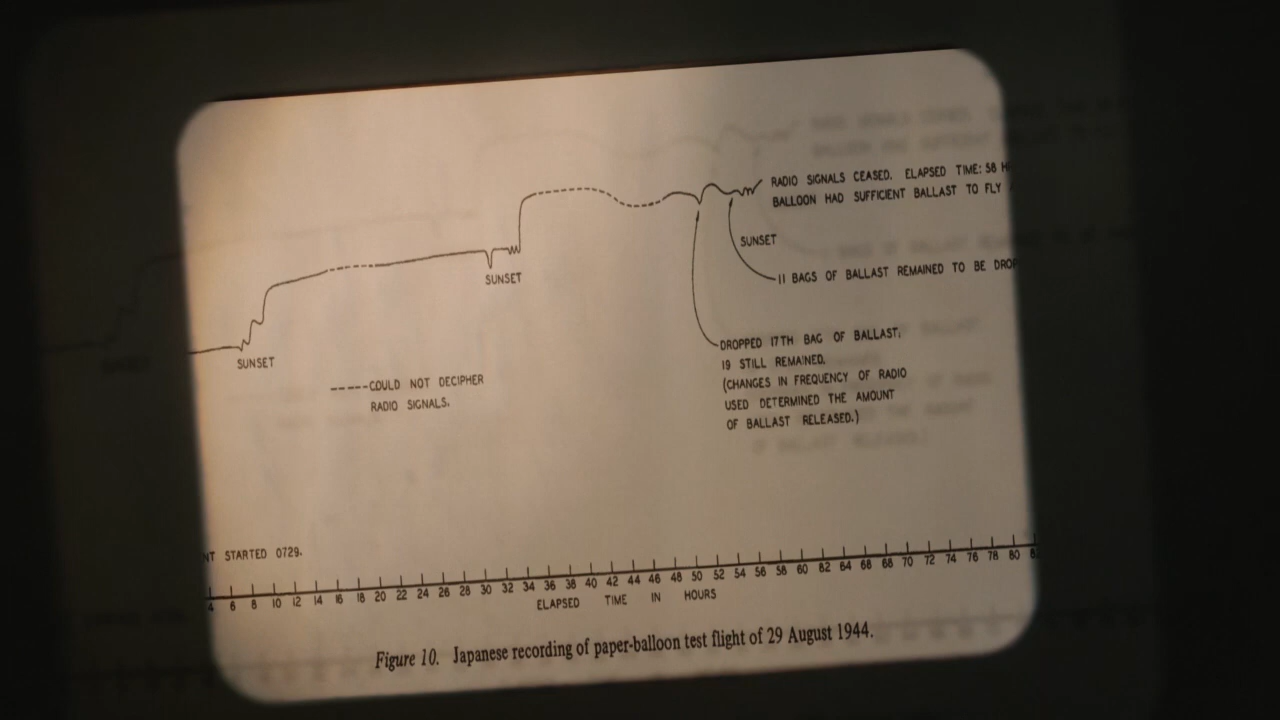 RADIO SIGNALS CEASED. ELAPSED TIME: 58
BALLOON HAD SUFFICIENT BALLAST TO FLY
SUNSET
SUNSET
11 BAGS OF BALLAST REMAINED TO BE
SUNSET
DROPPED 17TH BAG OF BALLAST.
19 STILL REMAINED.
(CHANGES IN FREQUENCY OF RADIO
USED DETERMINED THE AMOUNT
OF BALLAST RELEASED.)
-----COULD NOT DECIPHER
RADIO SIGNALS.
STARTED 0729.
4 6 8 10 12 14 16 18 20 22 24 26 28 30 32 34 36 38 40 42 44 46 48 50 52 54 56 58 60 62 64 66 68 70 72 74 76 78 80
ELAPSED TIME IN HOURS
Figure 10. Japanese recording of paper-balloon test flight of 29 August 1944.